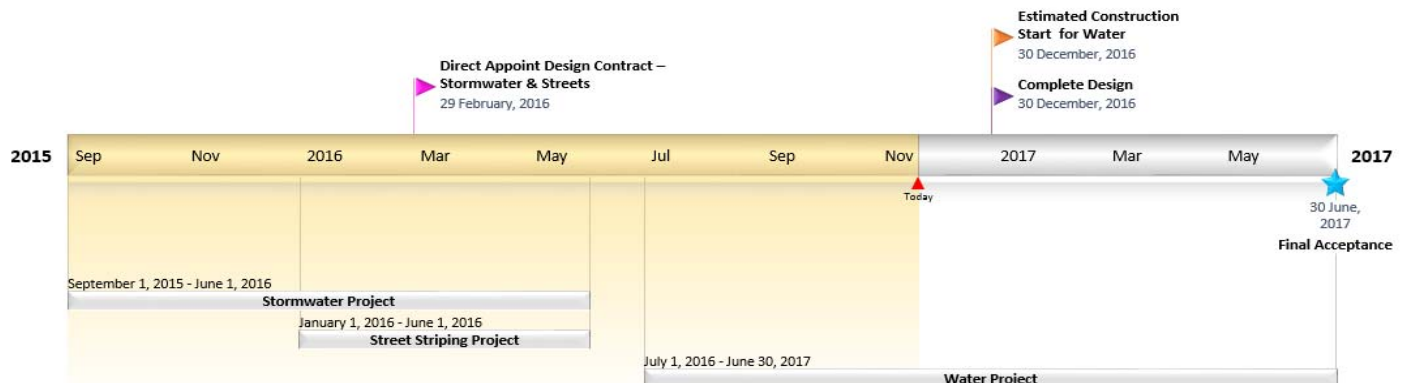 Estimated Construction
Start for Water
30 December, 2016
Direct Appoint Design Contract –
Stormwater & Streets
29 February, 2016
Complete Design
30 December, 2016
2015 Sep Nov 2016 Mar May Jul Sep Nov 2017 Mar May 2017
Today
30 June,
2017
Final Acceptance
September 1, 2015 - June 1, 2016
Stormwater Project
January 1, 2016 - June 1, 2016
Street Striping Project
July 1, 2016 - June 30, 2017
Water Project